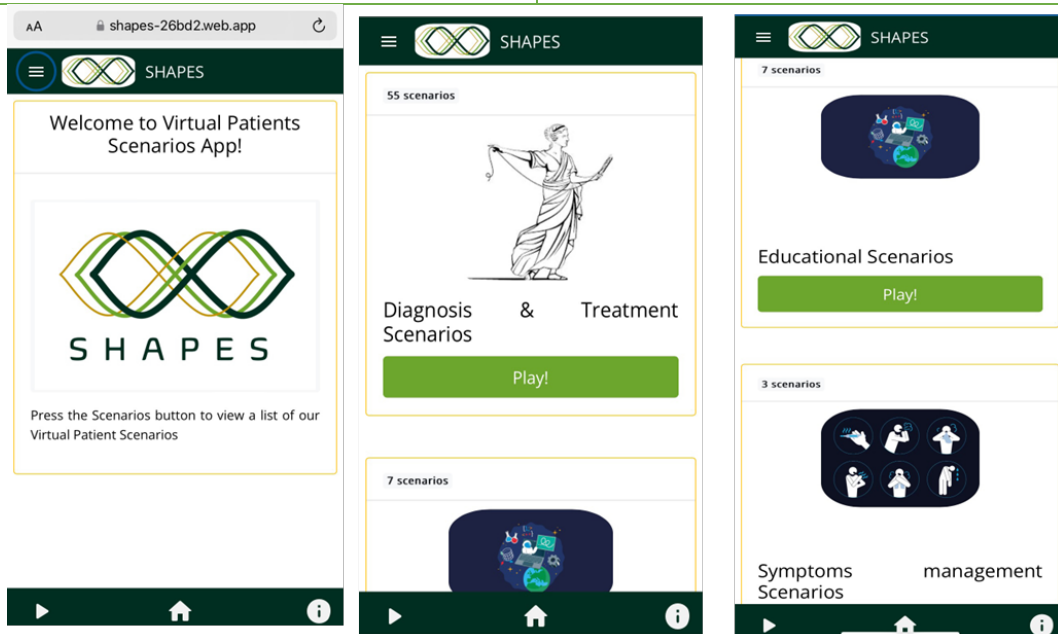 AA shapes-26bd2.web.app
SHAPES
Welcome to Virtual Patients
Scenarios App!
SHAPES
Press the Scenarios button to view a list of our
Virtual Patient Scenarios
SHAPES
55 scenarios
Diagnosis & Treatment
Scenarios
Play!
7 scenarios
SHAPES
7 scenarios
Educational Scenarios
Play!
3 scenarios
Symptoms management
Scenarios